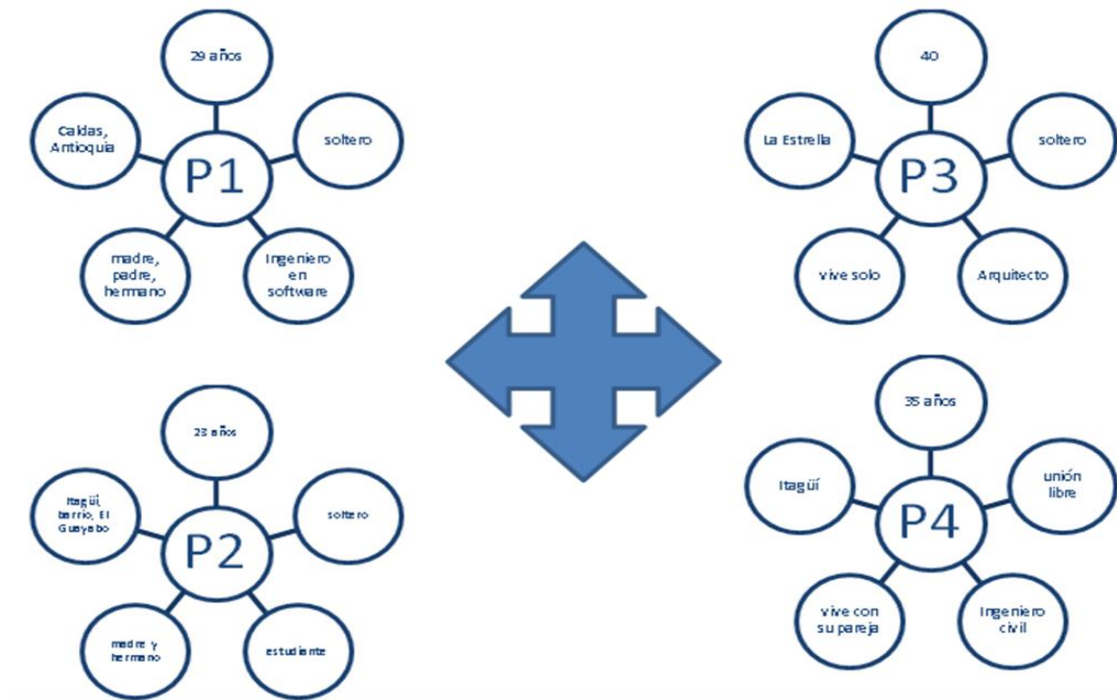 29 años
Caldas,
Antioquia
soltero
P1
madre,
padre,
hermano
Ingeniero
en
software
40
La Estrella
soltero
P3
vive solo
Arquitecto
23 años
Itagüí,
barrio, El
Guayabo
soltero
P2
madre y
hermano
estudiante
35 años
Itagüí
unión
libre
P4
vive con
su pareja
Ingeniero
civil